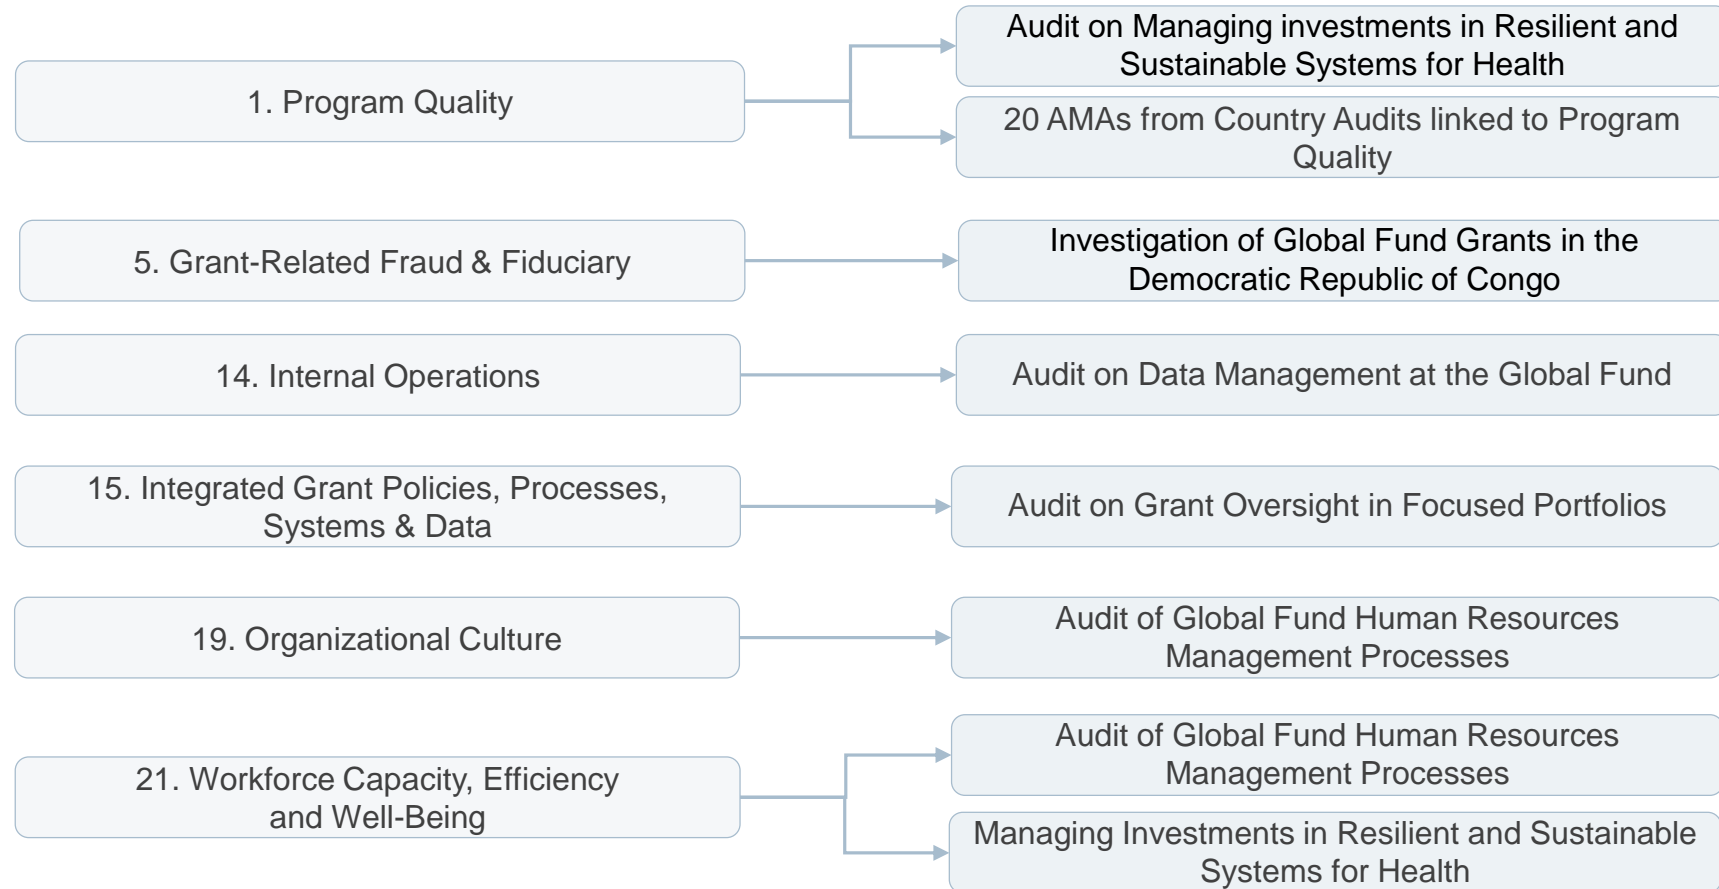 1. Program Quality
Audit on Managing investments in Resilient and
Sustainable Systems for Health
20 AMAs from Country Audits linked to Program
Quality
5. Grant-Related Fraud & Fiduciary
Investigation of Global Fund Grants in the
Democratic Republic of Congo
14. Internal Operations
Audit on Data Management at the Global Fund
15. Integrated Grant Policies, Processes,
Systems & Data
Audit on Grant Oversight in Focused Portfolios
19. Organizational Culture
Audit of Global Fund Human Resources
Management Processes
21. Workforce Capacity, Efficiency
and Well-Being
Audit of Global Fund Human Resources
Management Processes
Managing Investments in Resilient and Sustainable
Systems for Health